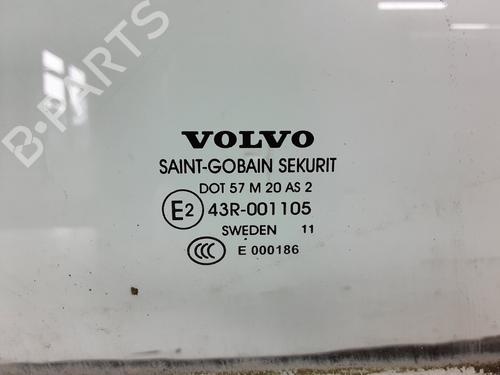 B-PARTS
VOLVO
SAINT-GOBAIN SEKURIT
DOT 57 M 20 AS 2
E2 43R-001105
SWEDEN 11
CCC E 000186